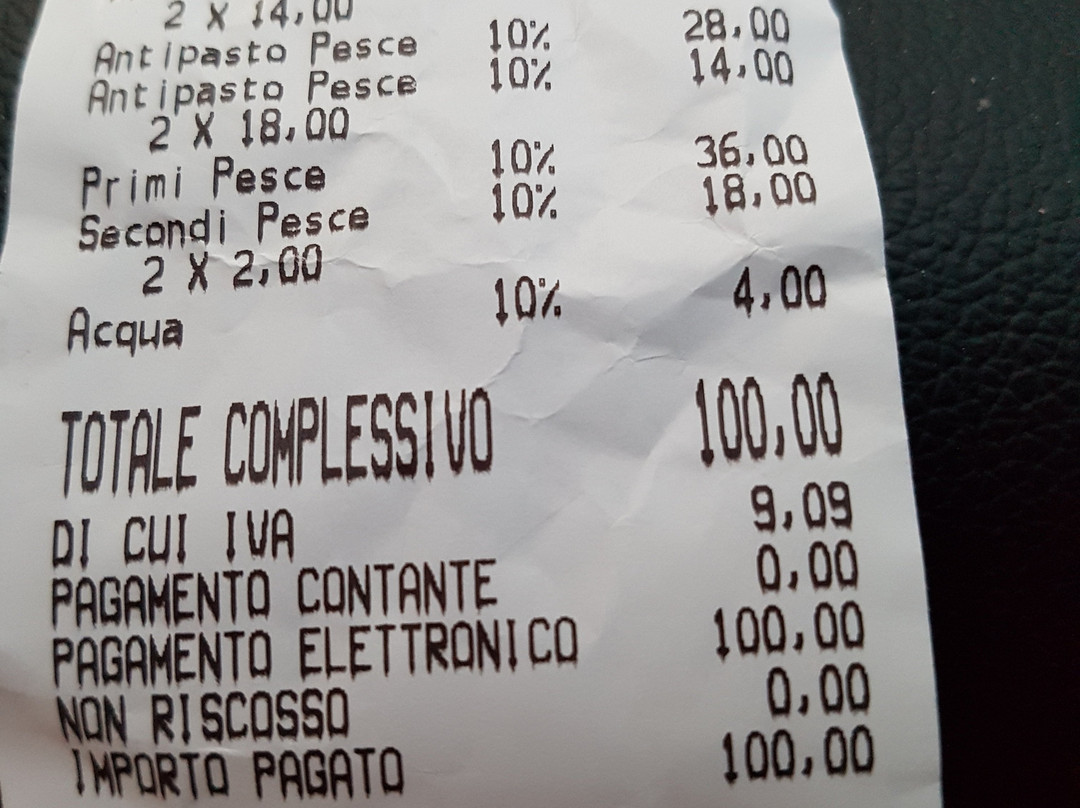 2 X 14,00
Antipasto Pesce 10% 28,00
Antipasto Pesce 10% 14,00
2 X 18,00
Primi Pesce 10% 36,00
Secondi Pesce 10% 18,00
2 X 2,00
Acqua 10% 4,00
TOTALE COMPLESSIVO 100,00
DI CUI IVA 9,09
PAGAMENTO CONTANTE 0,00
PAGAMENTO ELETTRONICO 100,00
NON RISCOSSO 0,00
IMPORTO PAGATO 100,00